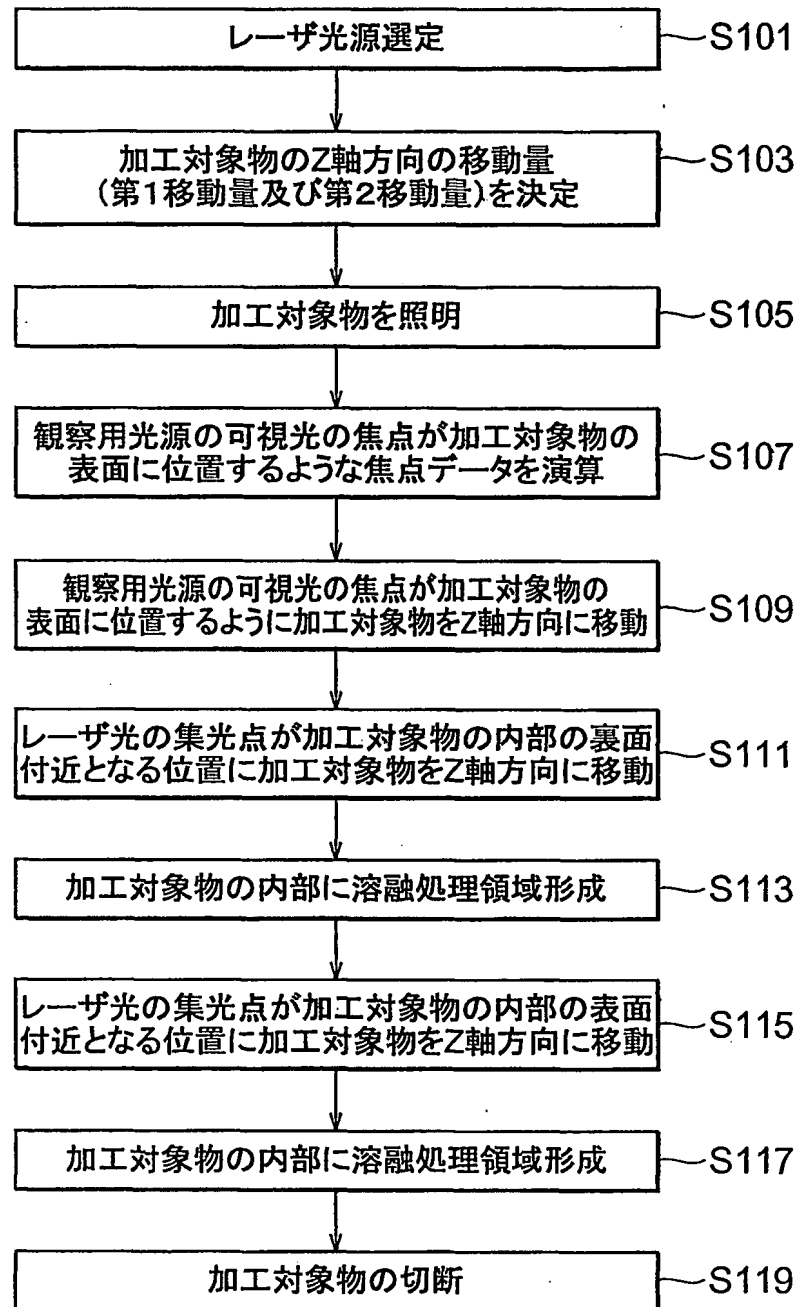 レーザ光源選定
S101
加工対象物のZ軸方向の移動量
(第1移動量及び第2移動量)を決定
S103
加工対象物を照明
S105
観察用光源の可視光の焦点が加工対象物の
表面に位置するような焦点データを演算
S107
観察用光源の可視光の焦点が加工対象物の
表面に位置するように加工対象物をZ軸方向に移動
S109
レーザ光の集光点が加工対象物の内部の裏面
付近となる位置に加工対象物をZ軸方向に移動
S111
加工対象物の内部に溶融処理領域形成
S113
レーザ光の集光点が加工対象物の内部の表面
付近となる位置に加工対象物をZ軸方向に移動
S115
加工対象物の内部に溶融処理領域形成
S117
加工対象物の切断
S119